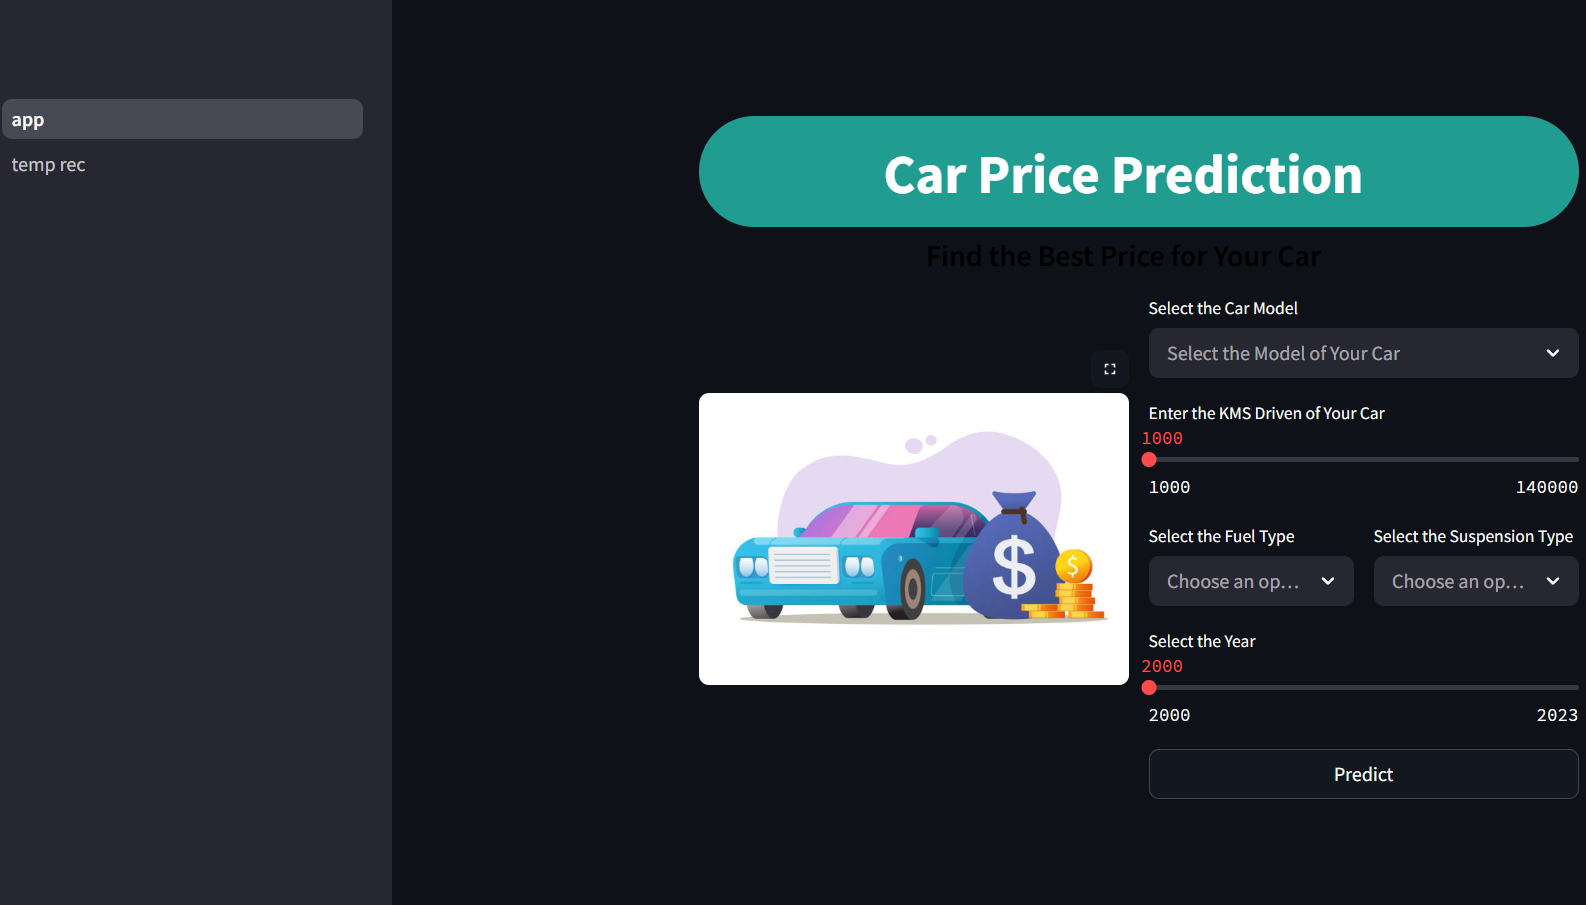 app
temp rec
Car Price Prediction
Find the Best Price for Your Car
Select the Car Model
Select the Model of Your Car
Enter the KMS Driven of Your Car
1000
1000 140000
Select the Fuel Type Select the Suspension Type
Choose an op... Choose an op...
Select the Year
2000
2000 2023
Predict
$
$